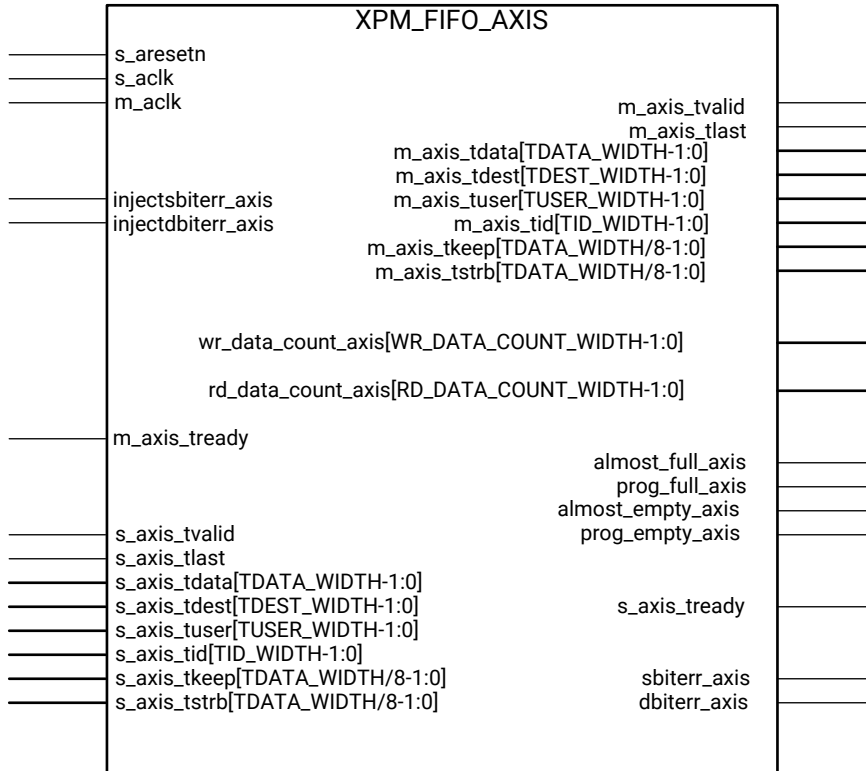 XPM_FIFO_AXIS
s_aresetn
s_aclk
m_aclk
m_axis_tvalid
m_axis_tlast
m_axis_tdata[TDATA_WIDTH-1:0]
m_axis_tdest[TDEST_WIDTH-1:0]
injectsbiterr_axis
m_axis_tuser[TUSER_WIDTH-1:0]
injectdbiterr_axis
m_axis_tid[TID_WIDTH-1:0]
m_axis_tkeep[TDATA_WIDTH/8-1:0]
m_axis_tstrb[TDATA_WIDTH/8-1:0]
wr_data_count_axis[WR_DATA_COUNT_WIDTH-1:0]
rd_data_count_axis[RD_DATA_COUNT_WIDTH-1:0]
m_axis_tready
almost_full_axis
prog_full_axis
almost_empty_axis
s_axis_tvalid
prog_empty_axis
s_axis_tlast
s_axis_tdata[TDATA_WIDTH-1:0]
s_axis_tdest[TDEST_WIDTH-1:0]
s_axis_tready
s_axis_tuser[TUSER_WIDTH-1:0]
s_axis_tid[TID_WIDTH-1:0]
s_axis_tkeep[TDATA_WIDTH/8-1:0]
sbiterr_axis
s_axis_tstrb[TDATA_WIDTH/8-1:0]
dbiterr_axis